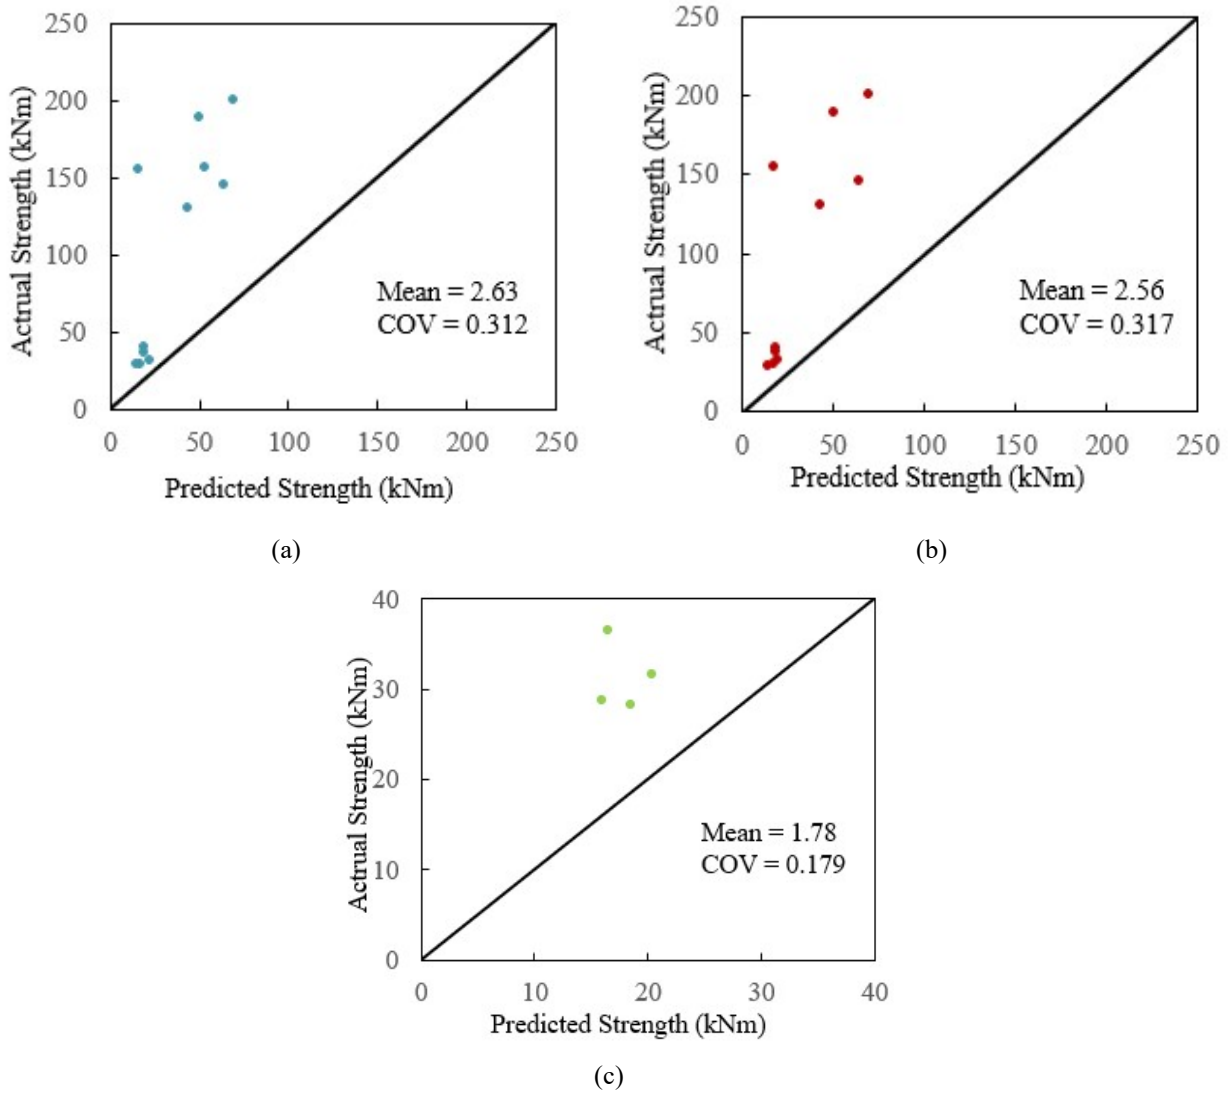 250
200
150
100
50
0
Actrual Strength (kNm)
Mean = 2.63
COV = 0.312
0 50 100 150 200 250
Predicted Strength (kNm)
(a)
250
200
150
100
50
0
Actrual Strength (kNm)
Mean = 2.56
COV = 0.317
0 50 100 150 200 250
Predicted Strength (kNm)
(b)
40
30
20
10
0
Actrual Strength (kNm)
Mean = 1.78
COV = 0.179
0 10 20 30 40
Predicted Strength (kNm)
(c)